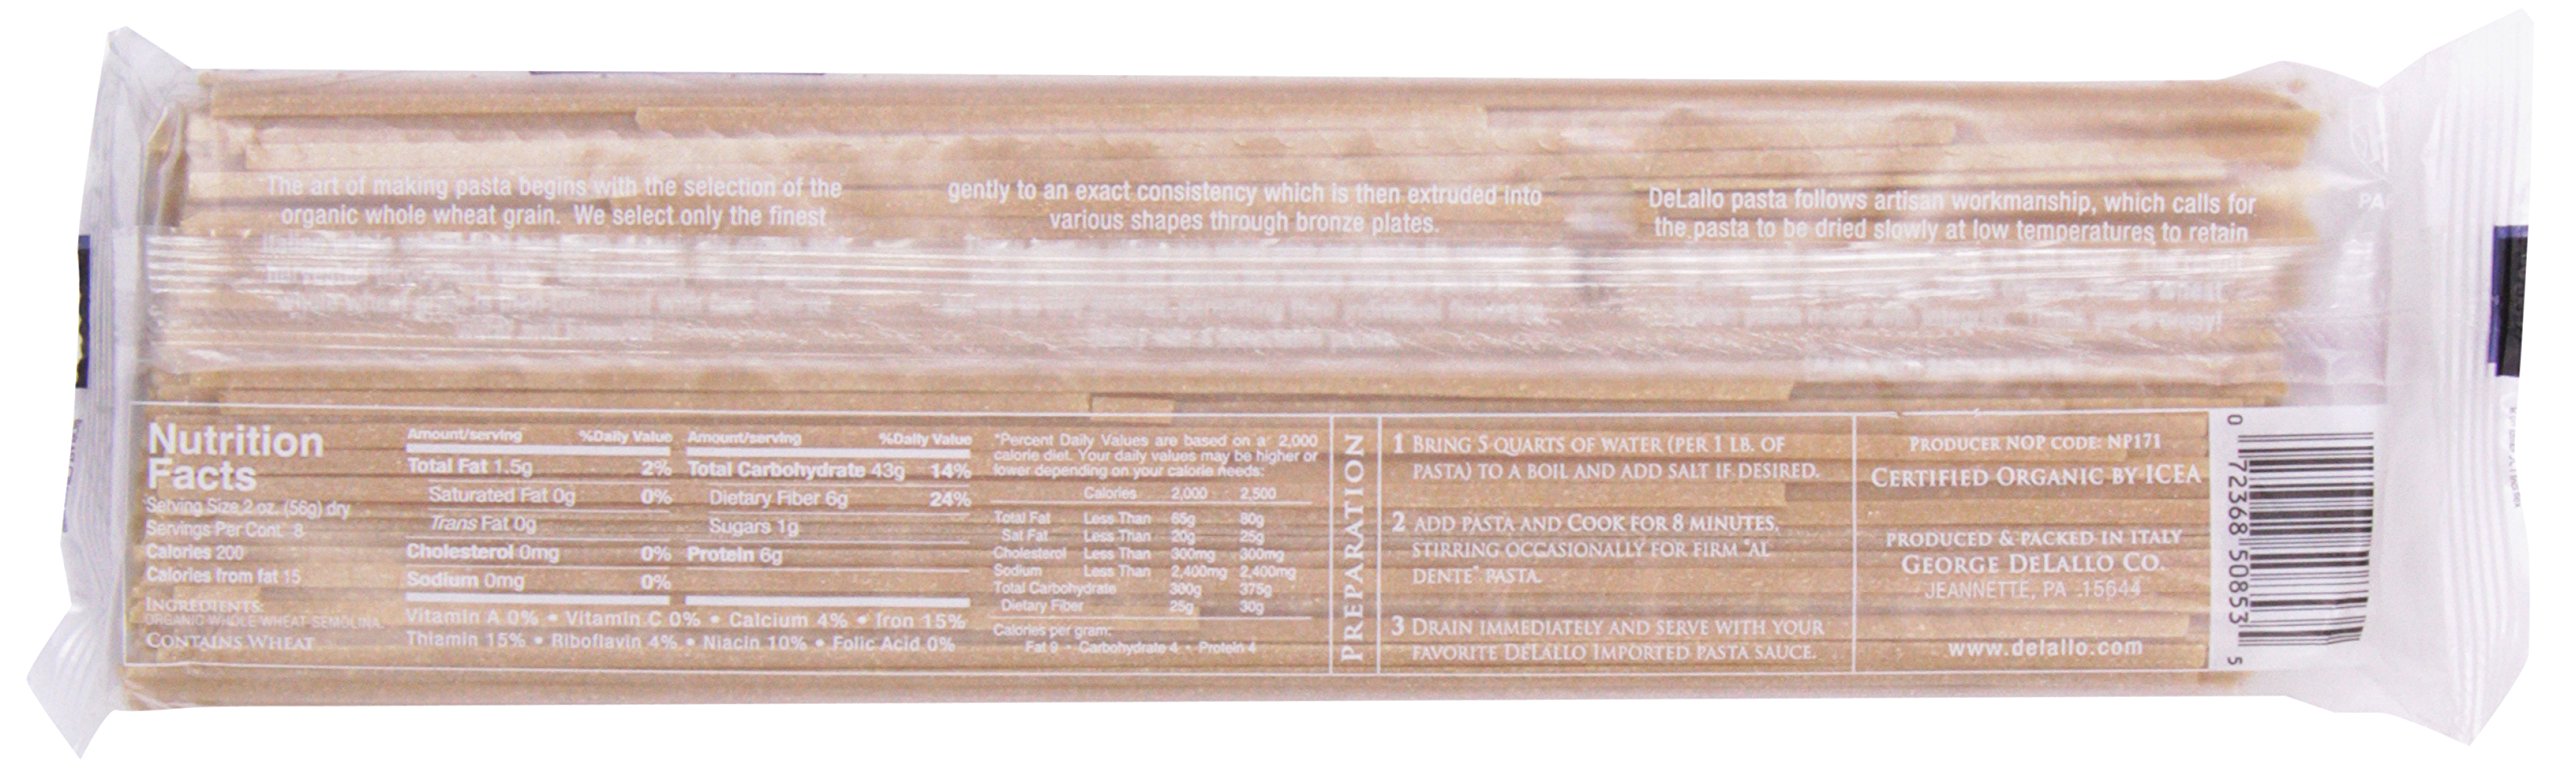 The art of making pasta begins with the selection of the
organic whole wheat grain. We select only the finest
gently to an exact consistency which is then extruded into
various shapes through bronze plates.
DeLallo pasta follows artisan workmanship, which calls for
the pasta to be dried slowly at low temperatures to retain
PA
Nutrition
Facts
Serving Size 2 oz. (56g) dry
Servings Per Cont. 8
Calories 200
Calories from fat 15
INGREDIENTS:
ORGANIC WHOLE WHEAT SEMOLINA.
CONTAINS WHEAT
Amount/serving %Daily Value
Total Fat 1.5g 2%
Saturated Fat 0g 0%
Trans Fat 0g
Cholesterol 0mg 0%
Sodium 0mg 0%
Amount/serving %Daily Value
Total Carbohydrate 43g 14%
Dietary Fiber 6g 24%
Sugars 1g
Protein 6g
Vitamin A 0% • Vitamin C 0% • Calcium 4% • Iron 15%
Thiamin 15% • Riboflavin 4% • Niacin 10% • Folic Acid 0%
*Percent Daily Values are based on a 2,000
calorie diet. Your daily values may be higher or
lower depending on your calorie needs:
Calories 2,000 2,500
Total Fat Less Than 65g 80g
Sat Fat Less Than 20g 25g
Cholesterol Less Than 300mg 300mg
Sodium Less Than 2,400mg 2,400mg
Total Carbohydrate 300g 375g
Dietary Fiber 25g 30g
Calories per gram:
Fat 9 • Carbohydrate 4 • Protein 4
PREPARATION
1 BRING 5 QUARTS OF WATER (PER 1 LB. OF
PASTA) TO A BOIL AND ADD SALT IF DESIRED.
2 ADD PASTA AND COOK FOR 8 MINUTES,
STIRRING OCCASIONALLY FOR FIRM "AL
DENTE" PASTA.
3 DRAIN IMMEDIATELY AND SERVE WITH YOUR
FAVORITE DELALLO IMPORTED PASTA SAUCE.
PRODUCER NOP CODE: NP171
CERTIFIED ORGANIC BY ICEA
PRODUCED & PACKED IN ITALY
GEORGE DELALLO CO.
JEANNETTE, PA 15644
www.delallo.com
0 72368 50853 5